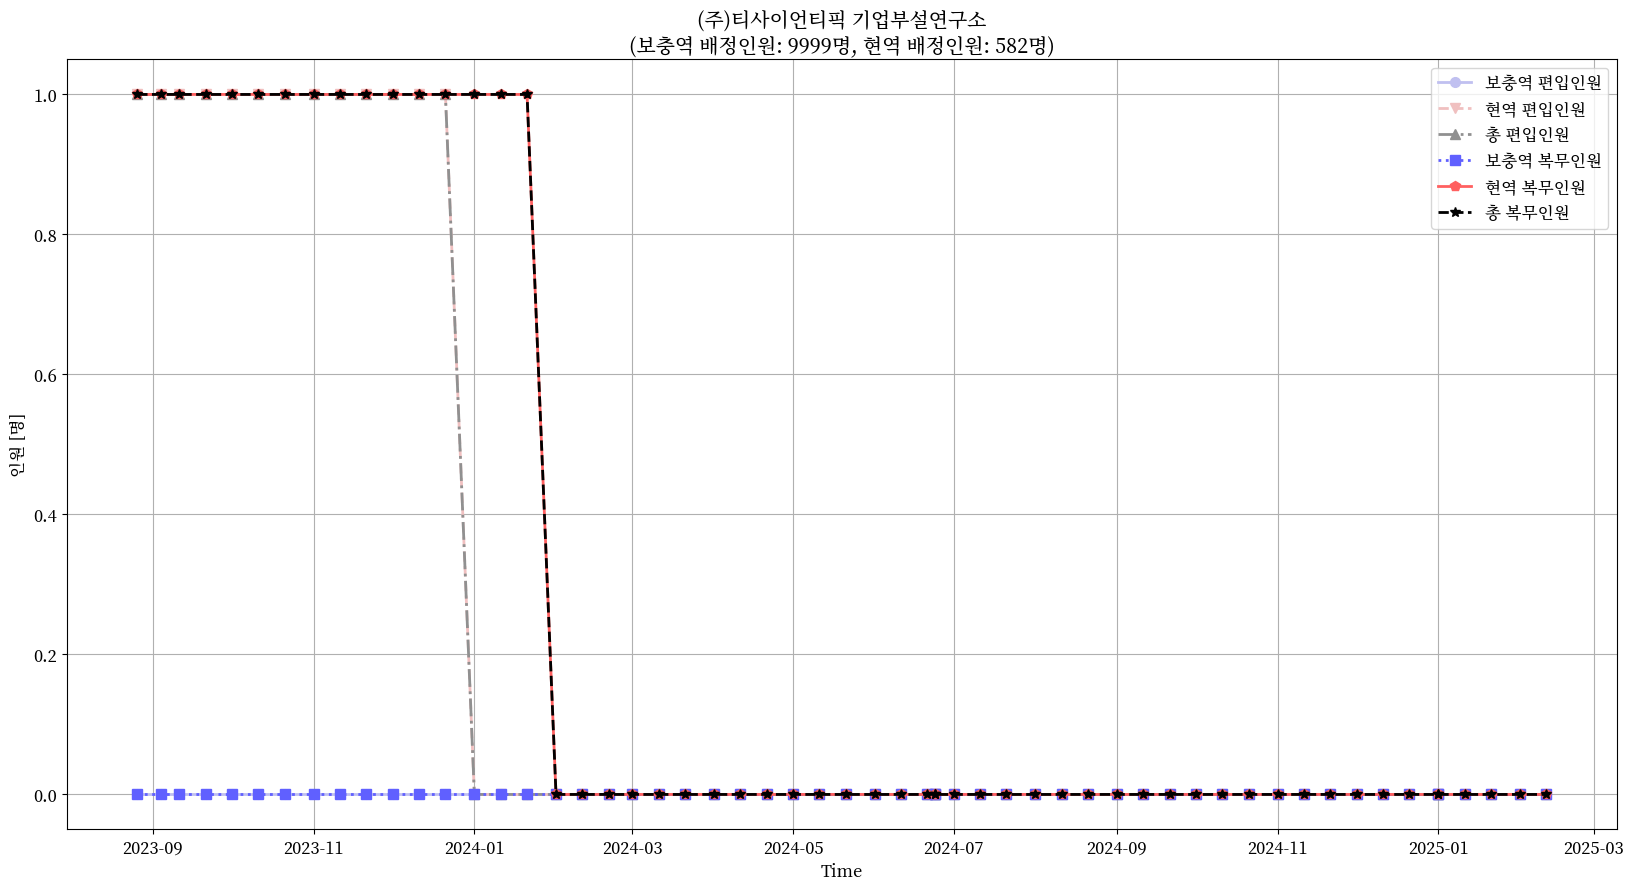 (주)티사이언티픽 기업부설연구소
(보충역 배정인원: 9999명, 현역 배정인원: 582명)
보충역 편입인원
현역 편입인원
총 편입인원
보충역 복무인원
현역 복무인원
총 복무인원
인원 [명]
1.0
0.8
0.6
0.4
0.2
0.0
2023-09
2023-11
2024-01
2024-03
2024-05
2024-07
2024-09
2024-11
2025-01
2025-03
Time